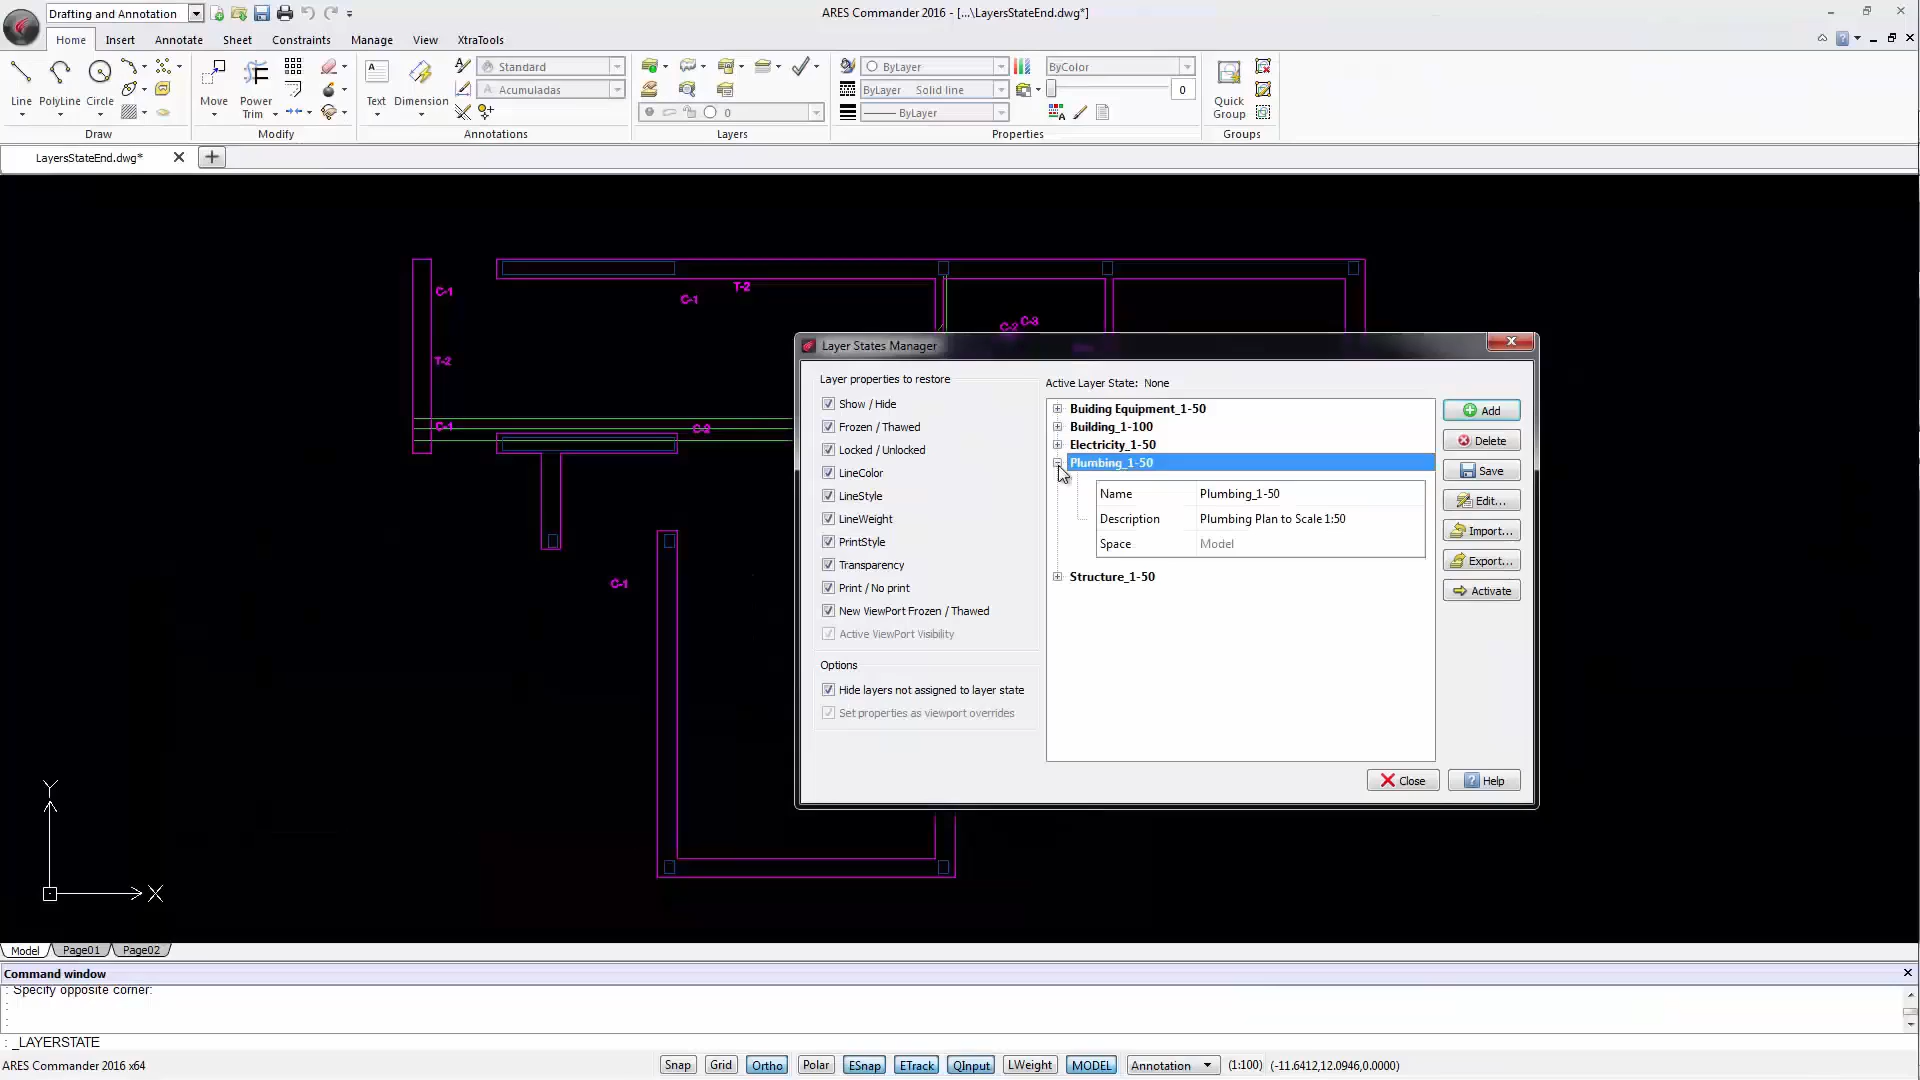 Drafting and Annotation
ARES Commander 2016 - [...\LayersStateEnd.dwg*]
Home Insert Annotate Sheet Constraints Manage View XtraTools
Standard
ByLayer
ByColor
Acumuladas
ByLayer Solid line
0
Line PolyLine Circle
Move Power Trim
Text Dimension
0
ByLayer
Quick Group
Draw Modify Annotations Layers Properties Groups
LayersStateEnd.dwg*
C-1
C-1
T-2
C-2
C-3
T-2
C-1
C-2
C-1
Layer States Manager
Layer properties to restore
Show / Hide
Frozen / Thawed
Locked / Unlocked
LineColor
LineStyle
LineWeight
PrintStyle
Transparency
Print / No print
New ViewPort Frozen / Thawed
Active ViewPort Visibility
Options
Hide layers not assigned to layer state
Set properties as viewport overrides
Active Layer State: None
Buiding Equipment_1-50
Building_1-100
Electricity_1-50
Plumbing_1-50
Name Plumbing_1-50
Description Plumbing Plan to Scale 1:50
Space Model
Structure_1-50
Add
Delete
Save
Edit...
Import...
Export...
Activate
Close
Help
Y
X
Model Page01 Page02
Command window
: Specify opposite corner:
:
:
: _LAYERSTATE
ARES Commander 2016 x64
Snap Grid Ortho Polar ESnap ETrack QInput LWeight MODEL Annotation (1:100) (-11.6412,12.0946,0.0000)